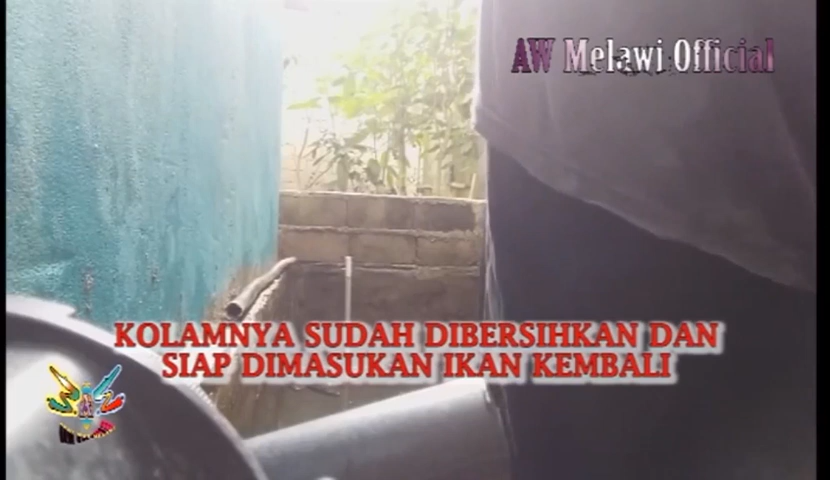 AW Melawi Official
KOLAMNYA SUDAH DIBERSIHKAN DAN
SIAP DIMASUKAN IKAN KEMBALI